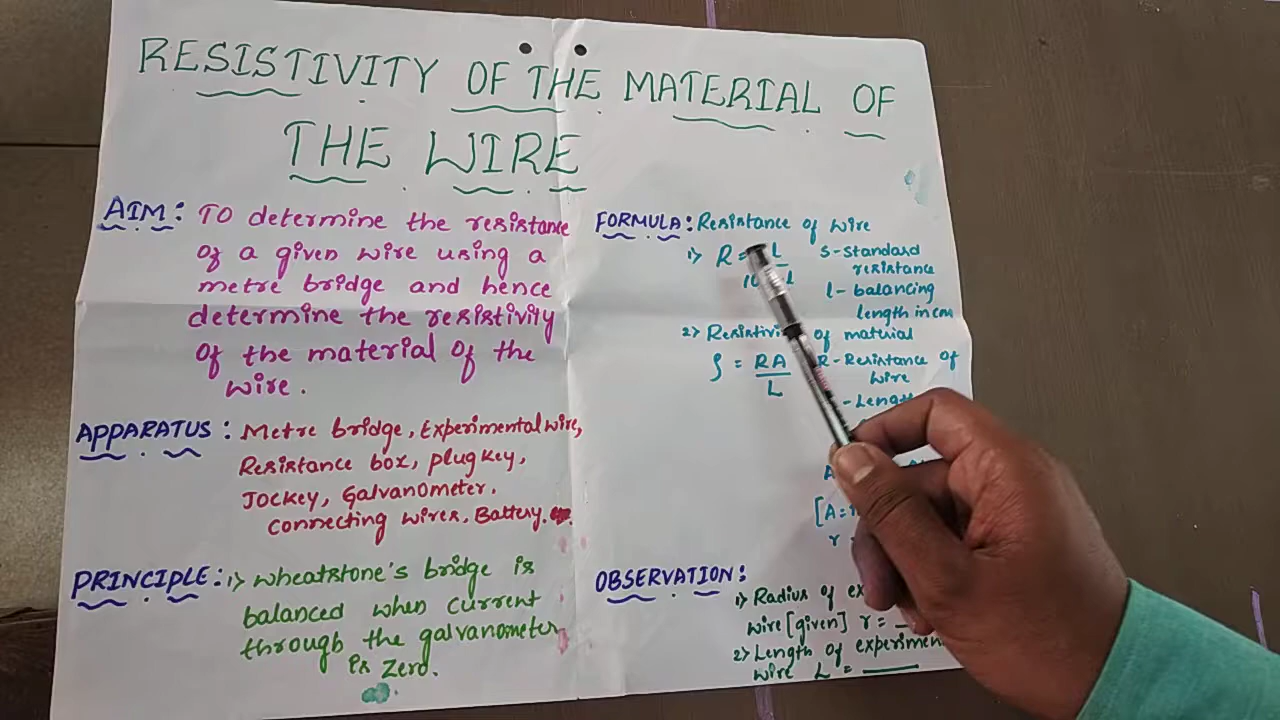 RESISTIVITY OF THE MATERIAL OF
THE WIRE
AIM: TO determine the resistance
of a given wire using a
metre bridge and hence
determine the resistivity
Of the material of the
wire.
APPARATUS: Metre bridge, Experimental wire,
Resistance box, plug key,
Jockey, Galvanometer.
connecting wires, Battery.
PRINCIPLE: 1) Wheatstone's bridge is
balanced when current
through the galvanometer
is zero.
FORMULA: Resistance of wire
1) R =
S-Standard
resistance
l- balancing
length in cm
2) of material
ρ = RA/L
R-Resistance of
wire
OBSERVATION:
1) Radius of
wire [given] r = __
2) Length of
wire L = ____